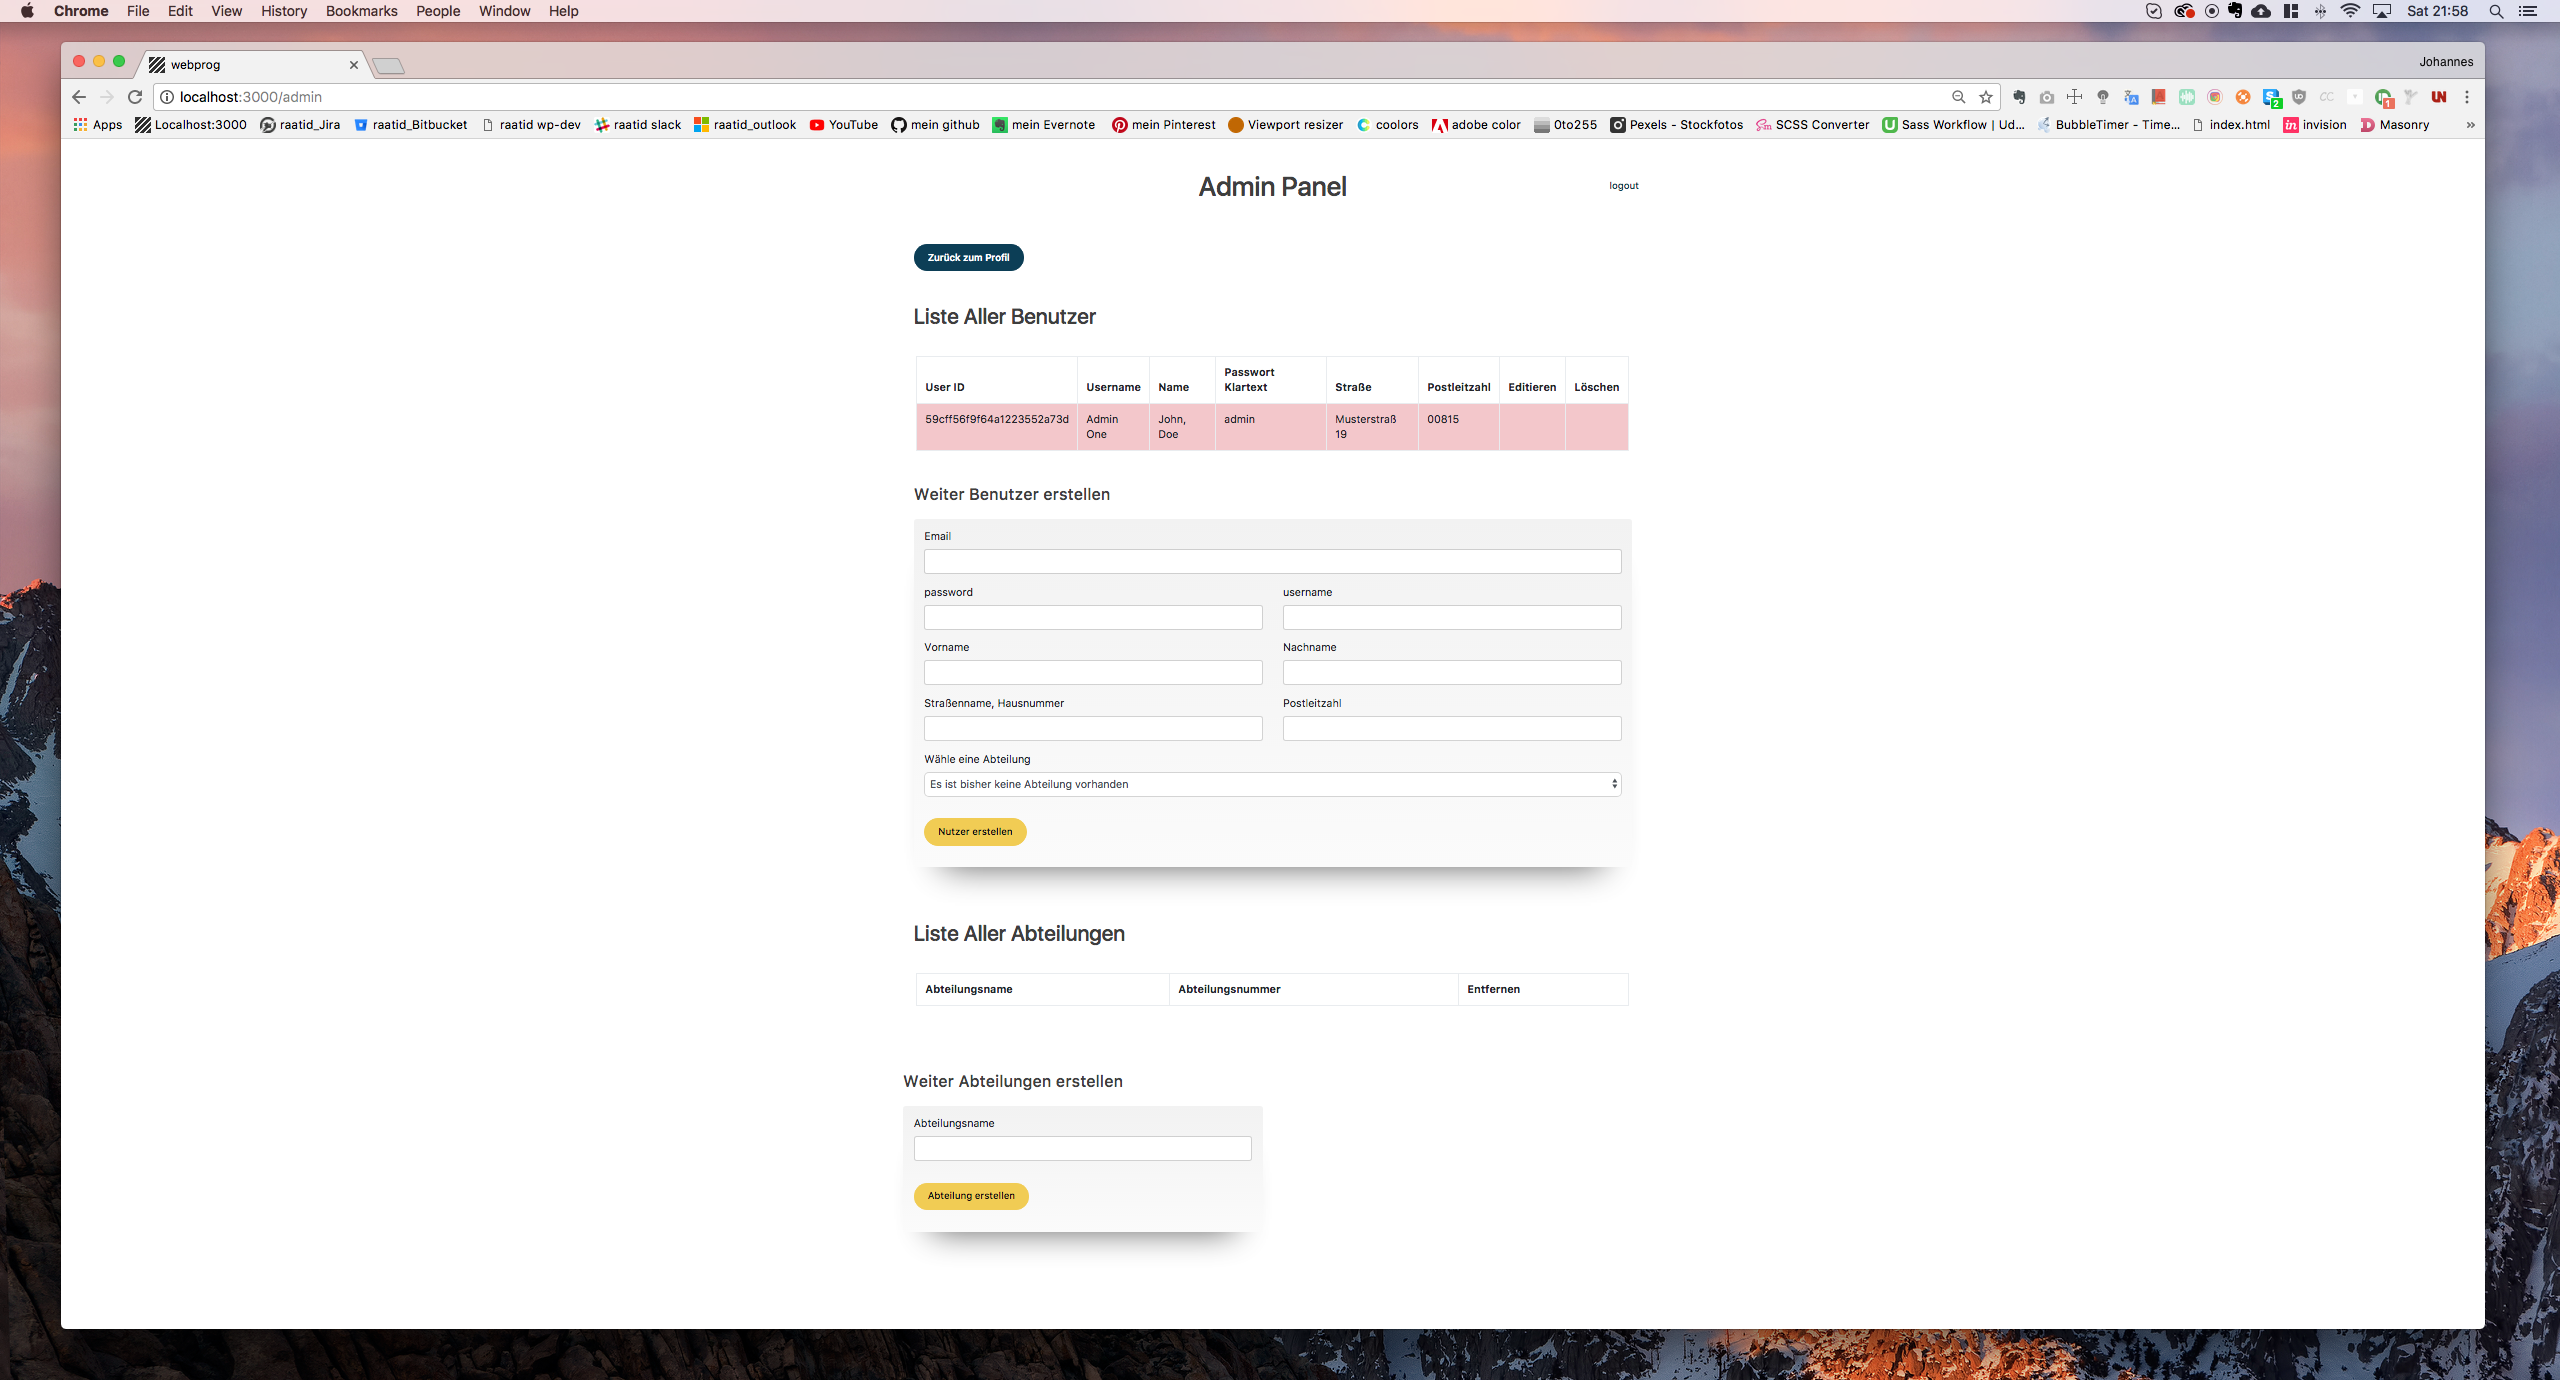 Chrome File Edit View History Bookmarks People Window Help Sat 21:58
webprog Johannes
localhost:3000/admin
Apps Localhost:3000 raatid_Jira raatid_Bitbucket raatid wp-dev raatid slack raatid_outlook YouTube mein github mein Evernote mein Pinterest Viewport resizer coolors adobe color 0to255 Pexels - Stockfotos SCSS Converter Sass Workflow | Ud... BubbleTimer - Time... index.html invision Masonry »
Admin Panel logout
Zurück zum Profil
Liste Aller Benutzer
User ID Username Name Passwort Klartext Straße Postleitzahl Editieren Löschen
59cff56f9f64a1223552a73d Admin One John, Doe admin Musterstraß 19 00815
Weiter Benutzer erstellen
Email
password username
Vorname Nachname
Straßenname, Hausnummer Postleitzahl
Wähle eine Abteilung
Es ist bisher keine Abteilung vorhanden
Nutzer erstellen
Liste Aller Abteilungen
Abteilungsname Abteilungsnummer Entfernen
Weiter Abteilungen erstellen
Abteilungsname
Abteilung erstellen